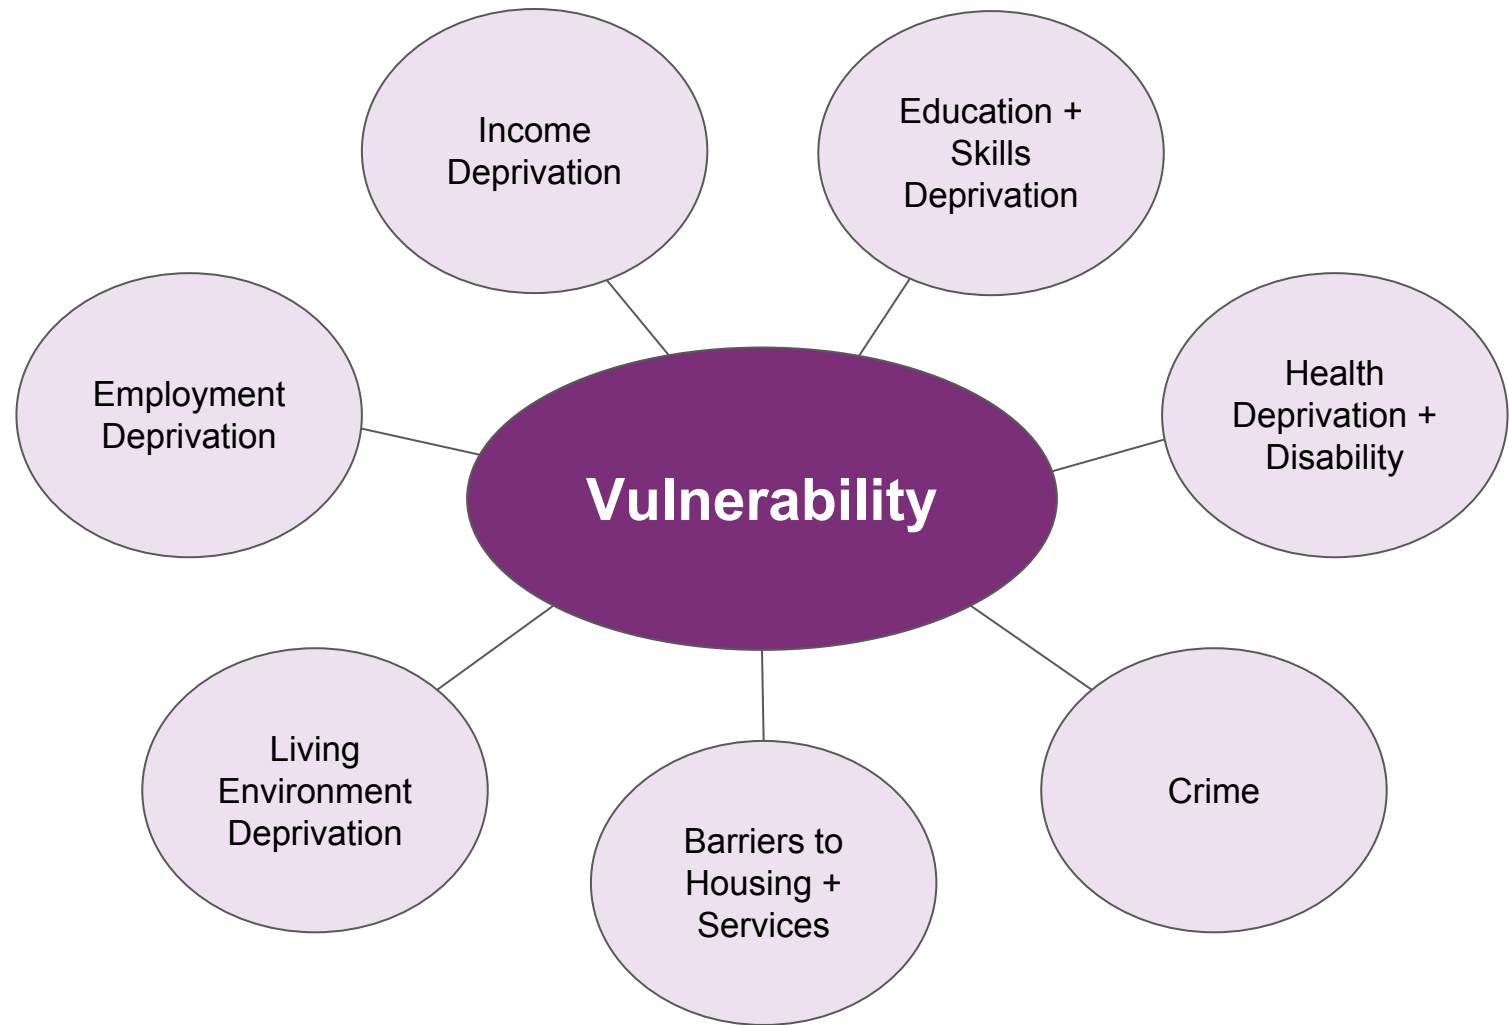 Income
Deprivation
Education +
Skills
Deprivation
Employment
Deprivation
Health
Deprivation +
Disability
Vulnerability
Living
Environment
Deprivation
Barriers to
Housing +
Services
Crime